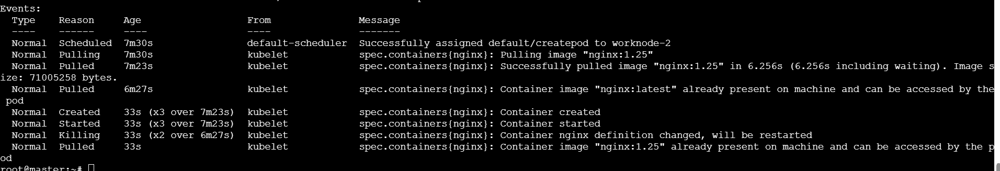 Events:
  Type    Reason     Age                    From               Message
  ----    ------     ----                   ----               -------
  Normal  Scheduled  7m30s                  default-scheduler  Successfully assigned default/createpod to worknode-2
  Normal  Pulling    7m30s                  kubelet            spec.containers{nginx}: Pulling image "nginx:1.25"
  Normal  Pulled     7m23s                  kubelet            spec.containers{nginx}: Successfully pulled image "nginx:1.25" in 6.256s (6.256s including waiting). Image s
ize: 71005258 bytes.
  Normal  Pulled     6m27s                  kubelet            spec.containers{nginx}: Container image "nginx:latest" already present on machine and can be accessed by the
 pod
  Normal  Created    33s (x3 over 7m23s)    kubelet            spec.containers{nginx}: Container created
  Normal  Started    33s (x3 over 7m23s)    kubelet            spec.containers{nginx}: Container started
  Normal  Killing    33s (x2 over 6m27s)    kubelet            spec.containers{nginx}: Container nginx definition changed, will be restarted
  Normal  Pulled     33s                    kubelet            spec.containers{nginx}: Container image "nginx:1.25" already present on machine and can be accessed by the p
od
root@master:~#